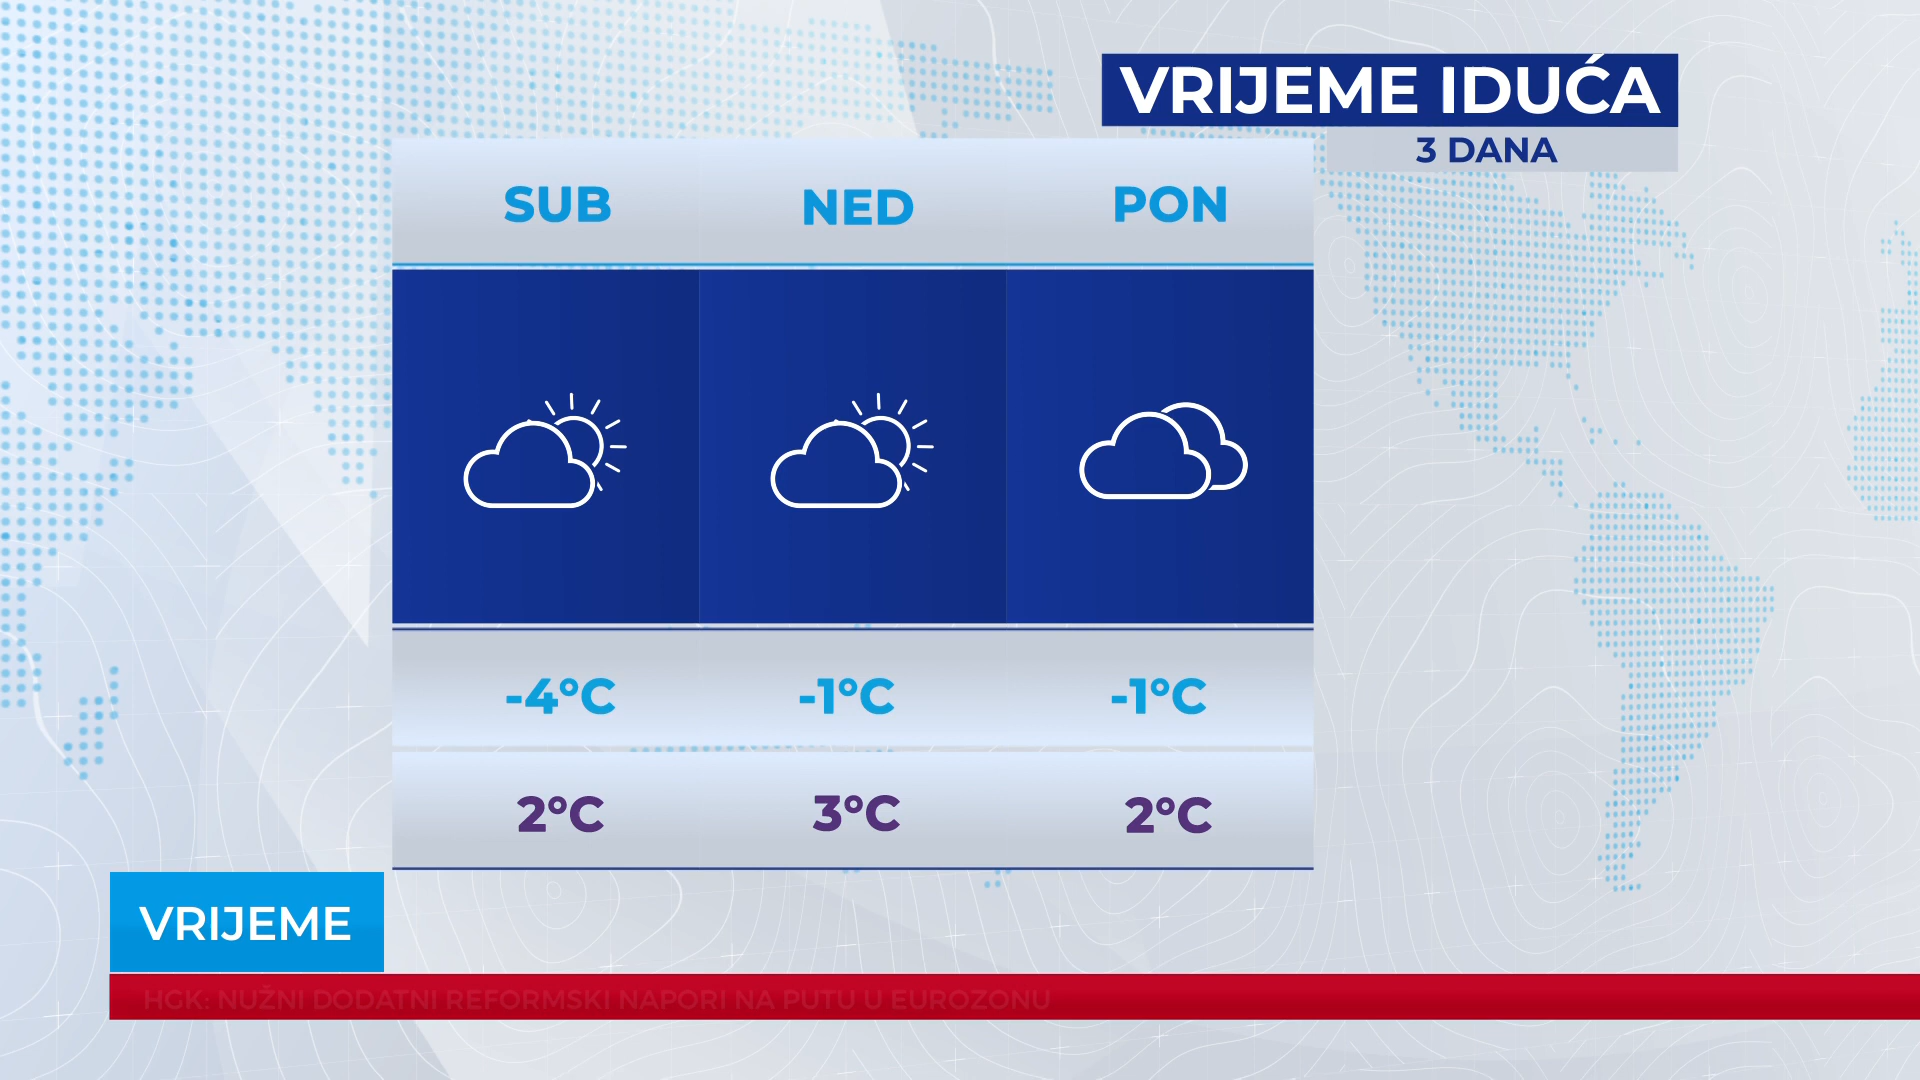 VRIJEME IDUĆA
3 DANA
SUB NED PON
-4°C -1°C -1°C
2°C 3°C 2°C
VRIJEME
HGK: NUŽNI DODATNI REFORMSKI NAPORI NA PUTU U EUROZONU